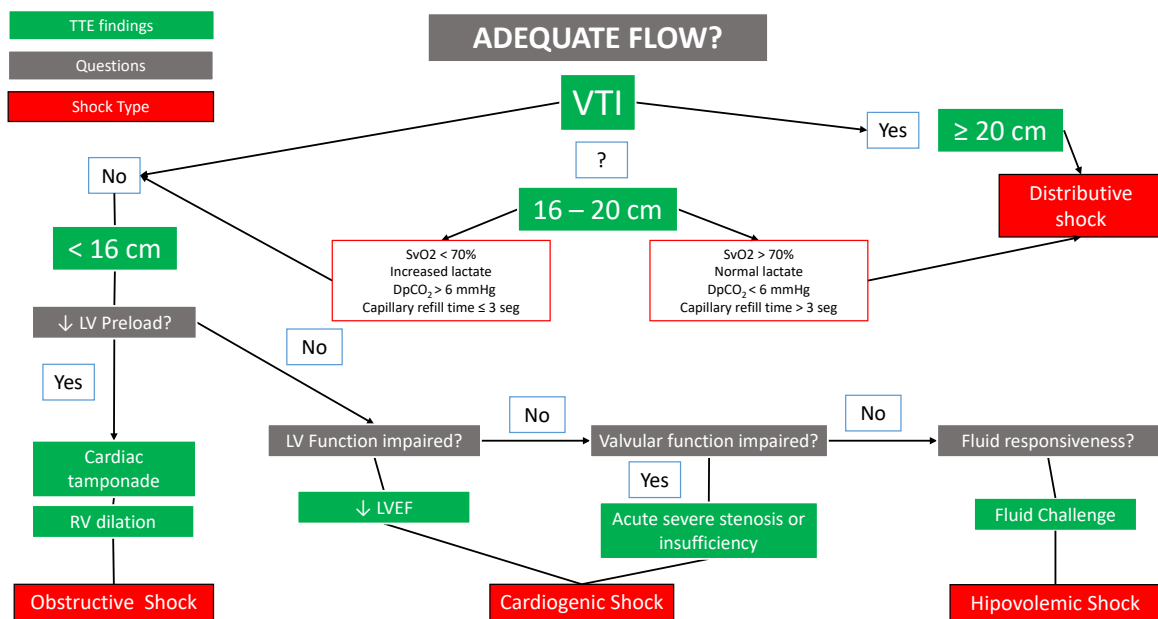 TTE findings
Questions
Shock Type
ADEQUATE FLOW?
VTI
Yes
≥ 20 cm
?
No
16 – 20 cm
Distributive
shock
< 16 cm
SvO2 < 70%
Increased lactate
DpCO₂ > 6 mmHg
Capillary refill time ≤ 3 seg
SvO2 > 70%
Normal lactate
DpCO₂ < 6 mmHg
Capillary refill time > 3 seg
↓ LV Preload?
No
Yes
No
No
LV Function impaired?
Valvular function impaired?
Fluid responsiveness?
Cardiac
tamponade
Yes
RV dilation
↓ LVEF
Acute severe stenosis or
insufficiency
Fluid Challenge
Obstructive Shock
Cardiogenic Shock
Hipovolemic Shock